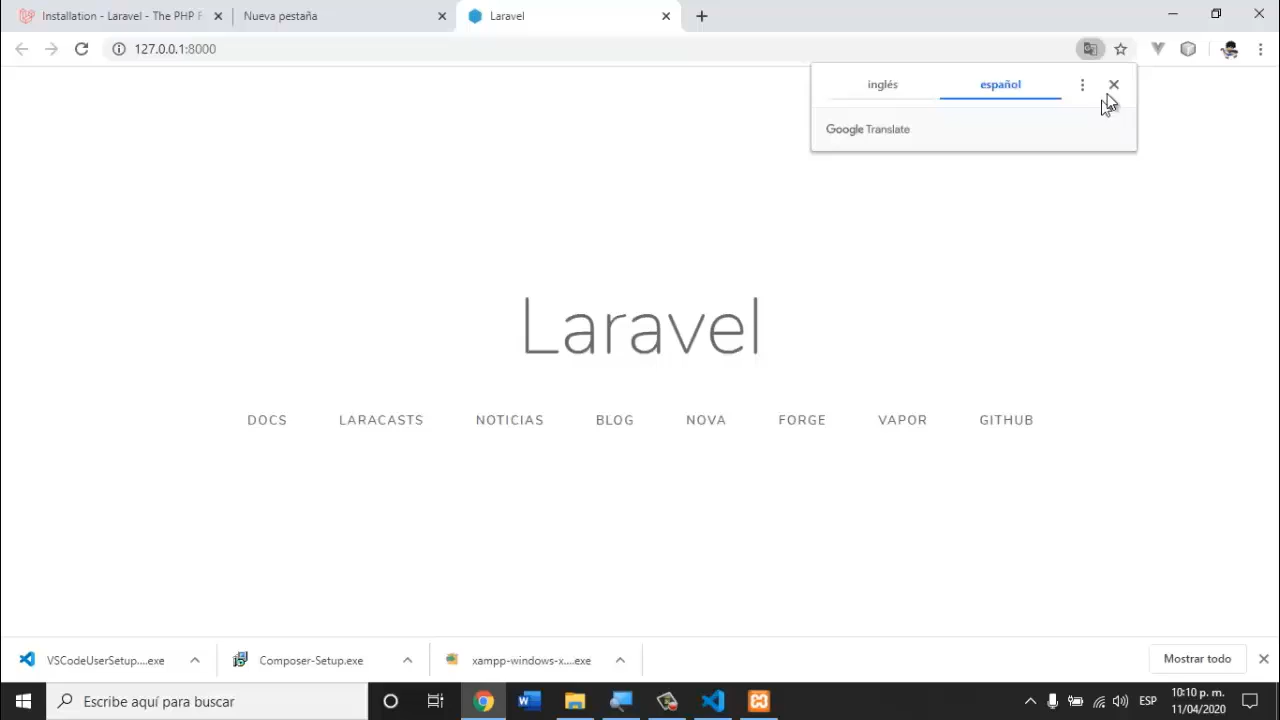 Installation - Laravel - The PHP F
Nueva pestaña
Laravel
127.0.0.1:8000
inglés
español
Google Translate
Laravel
DOCS
LARACASTS
NOTICIAS
BLOG
NOVA
FORGE
VAPOR
GITHUB
VSCodeUserSetup....exe
Composer-Setup.exe
xampp-windows-x....exe
Mostrar todo
Escribe aquí para buscar
ESP
10:10 p. m.
11/04/2020